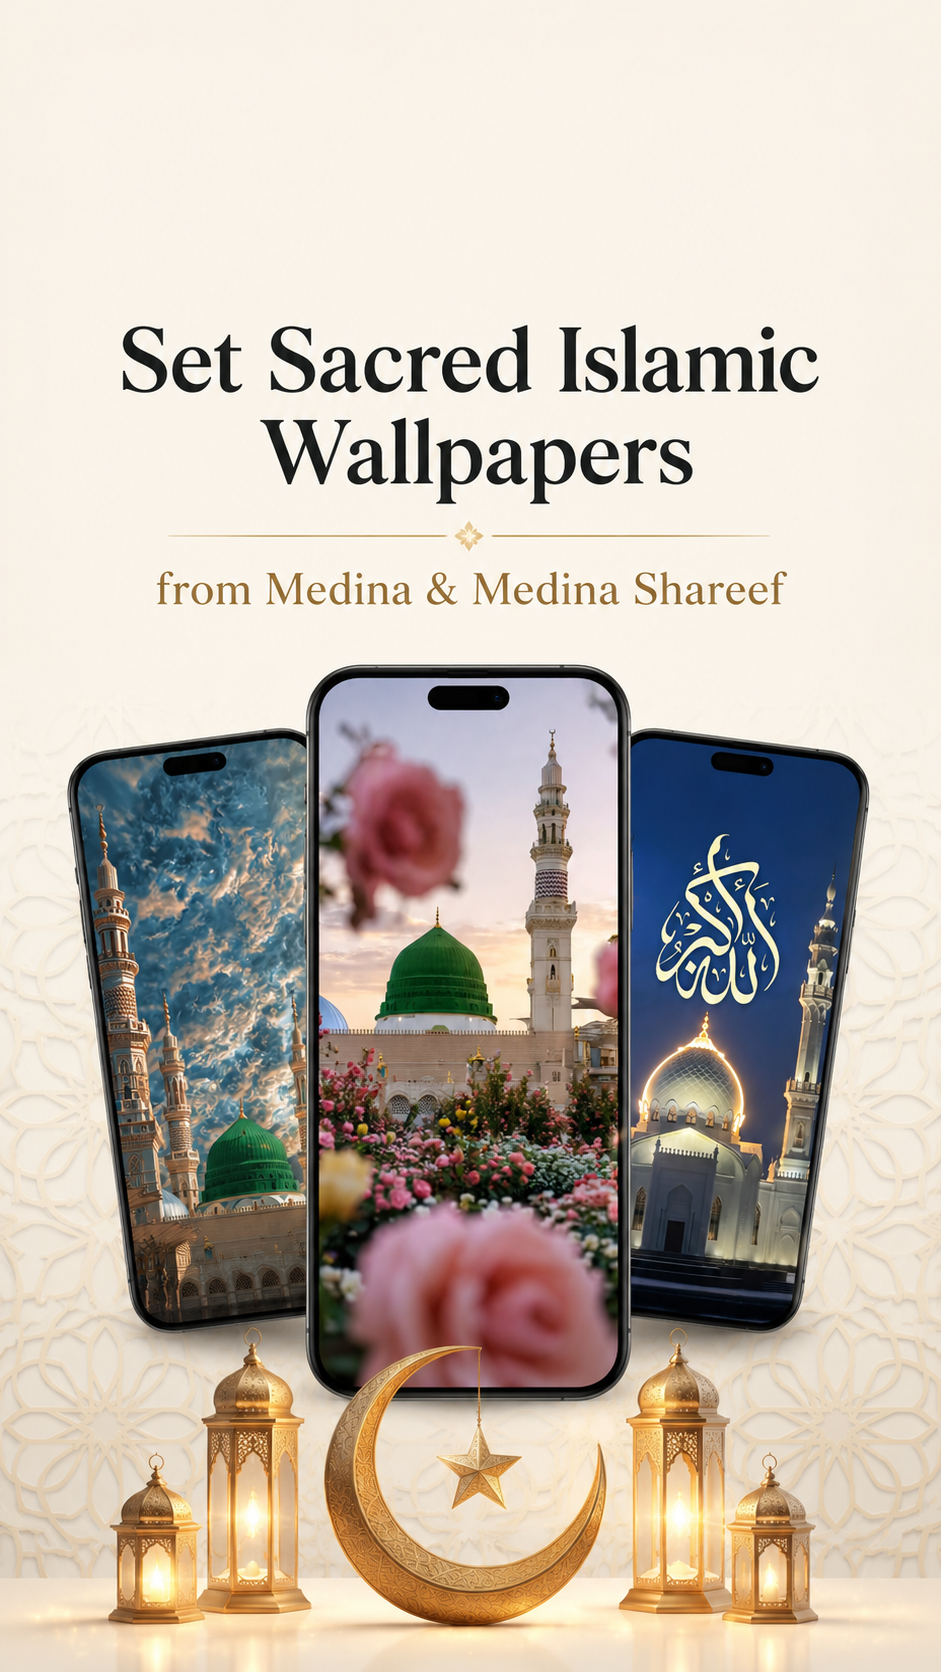 Set Sacred Islamic
Wallpapers
from Medina & Medina Shareef
الله أكبر